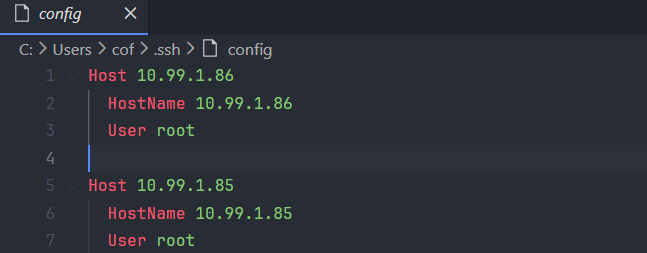 config
C: > Users > cof > .ssh > config
1 Host 10.99.1.86
2 HostName 10.99.1.86
3 User root
4
5 Host 10.99.1.85
6 HostName 10.99.1.85
7 User root